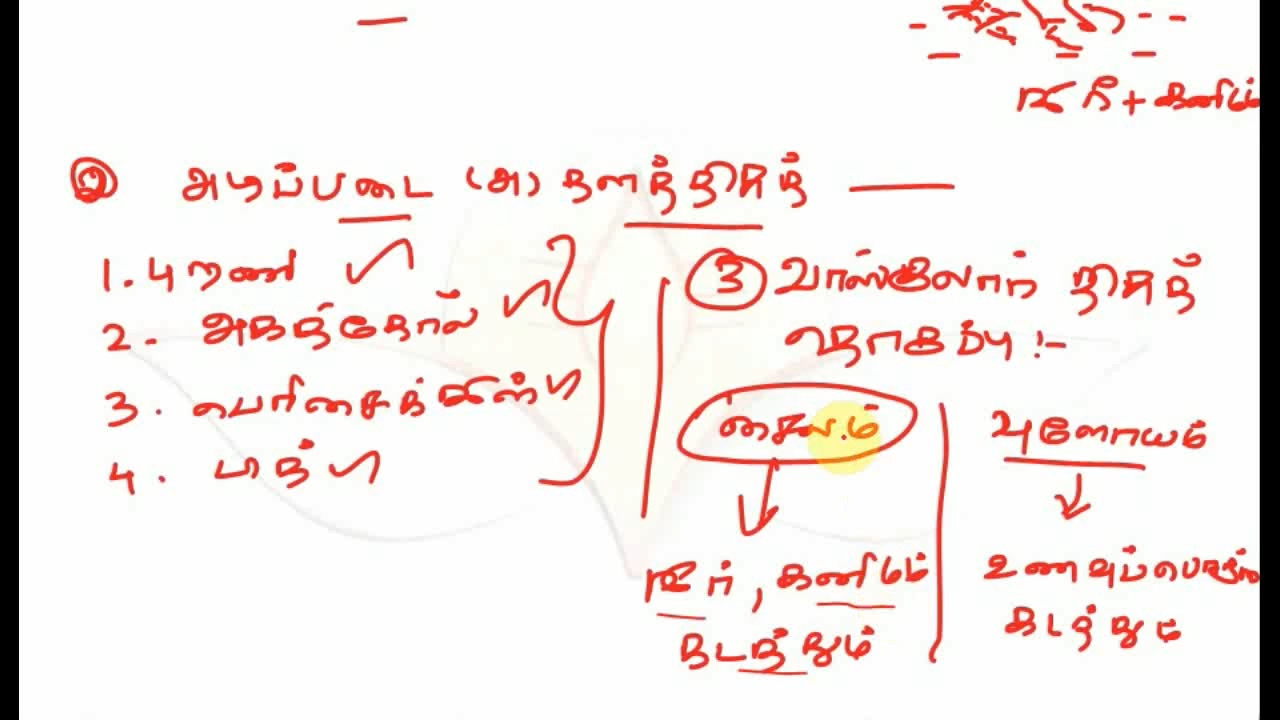 நீர் + கனிமம்
② அடிப்படை (அ) தளத்திசுத்
1. புறணி
2. அகத்தோல்
3. பெரிசைக்கிள்
4. பித்
③ வாஸ்குலார் திசுத்
தொகுப்பு :-
சைலம்
புளோயம்
நீர், கனிமம்
கடத்தும்
உணவுப்பொருள்
கடத்தும்